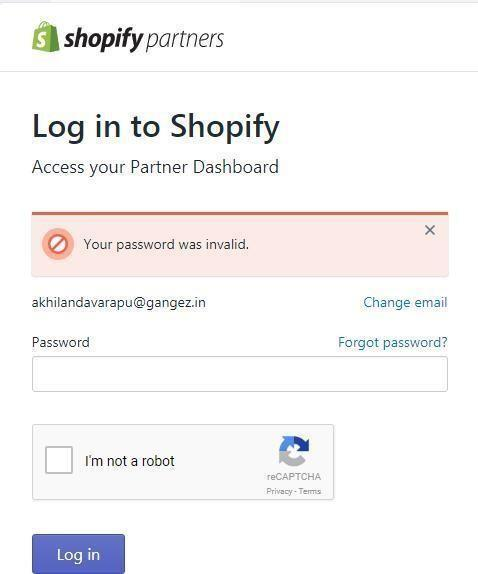 shopify partners
Log in to Shopify
Access your Partner Dashboard
Your password was invalid.
akhilandavarapu@gangez.in Change email
Password Forgot password?
I'm not a robot
reCAPTCHA
Privacy - Terms
Log in